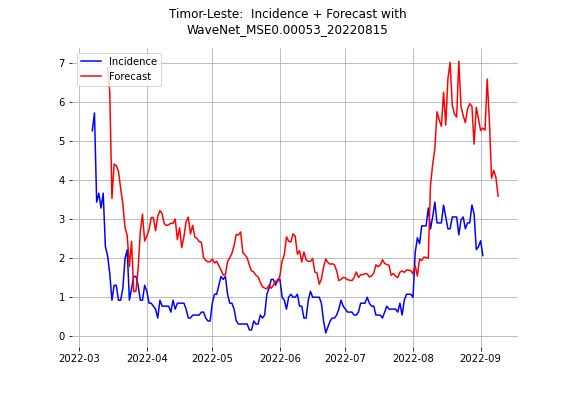 Timor-Leste:  Incidence + Forecast with
WaveNet_MSE0.00053_20220815
Incidence
Forecast
7
6
5
4
3
2
1
0
2022-03 2022-04 2022-05 2022-06 2022-07 2022-08 2022-09